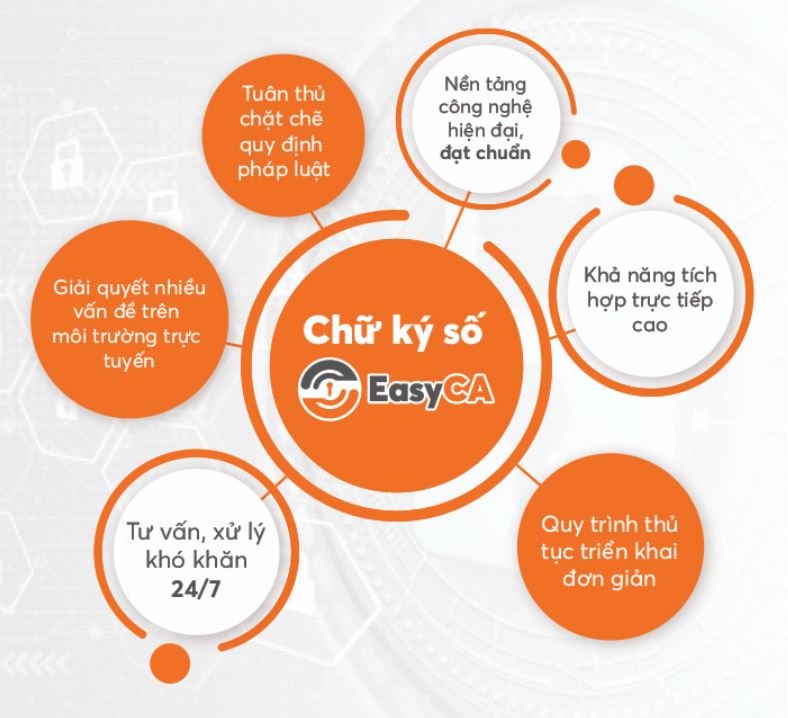 Tuân thủ
chặt chẽ
quy định
pháp luật
Nền tảng
công nghệ
hiện đại,
đạt chuẩn
Khả năng tích
hợp trực tiếp
cao
Giải quyết nhiều
vấn đề trên
môi trường trực
tuyến
Chữ ký số
EasyCA
Tư vấn, xử lý
khó khăn
24/7
Quy trình thủ
tục triển khai
đơn giản